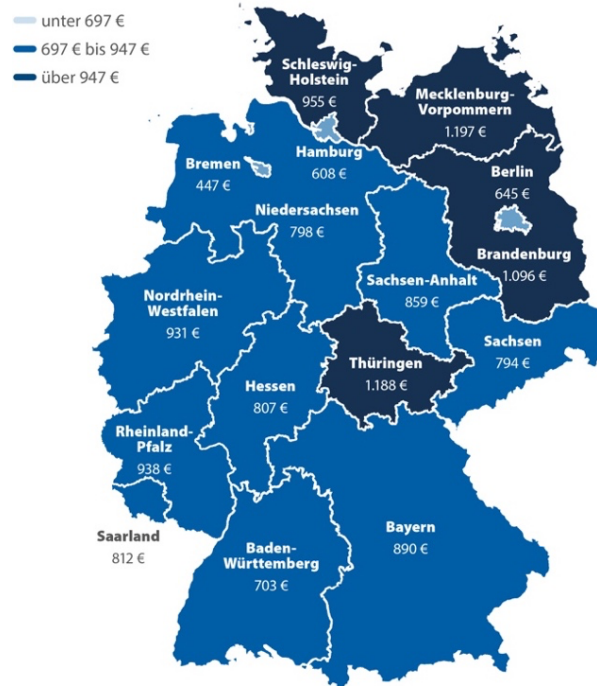 unter 697 €
697 € bis 947 €
über 947 €
Schleswig-
Holstein
955 €
Mecklenburg-
Vorpommern
1.197 €
Hamburg
608 €
Bremen
447 €
Berlin
645 €
Niedersachsen
798 €
Brandenburg
1.096 €
Sachsen-Anhalt
859 €
Nordrhein-
Westfalen
931 €
Sachsen
794 €
Thüringen
1.188 €
Hessen
807 €
Rheinland-
Pfalz
938 €
Saarland
812 €
Bayern
890 €
Baden-
Württemberg
703 €